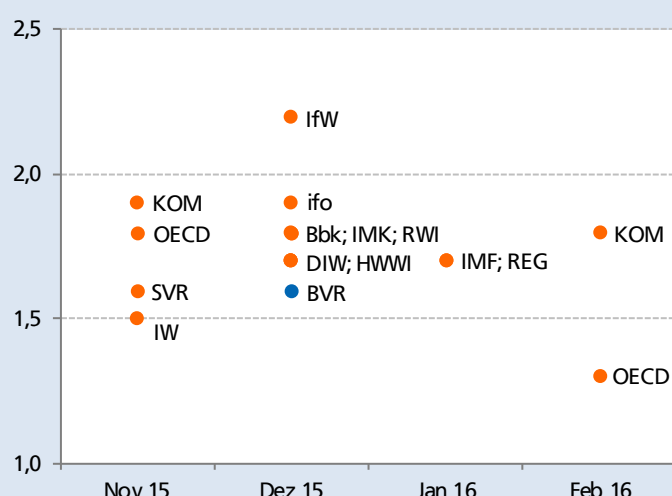 2,5
IfW
2,0
KOM
ifo
OECD
Bbk; IMK; RWI
KOM
DIW; HWWI
IMF; REG
SVR
BVR
1,5
IW
OECD
1,0
Nov 15
Dez 15
Jan 16
Feb 16